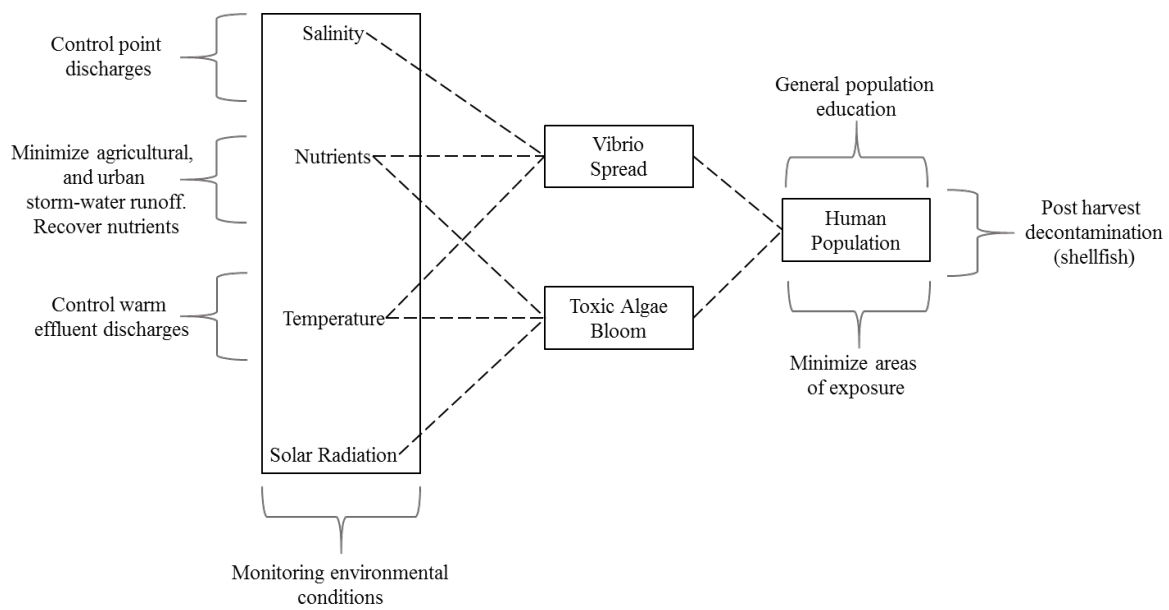 Control point
discharges
Minimize agricultural,
and urban
storm-water runoff.
Recover nutrients
Control warm
effluent discharges
Salinity
Nutrients
Temperature
Solar Radiation
Monitoring environmental
conditions
Vibrio
Spread
Toxic Algae
Bloom
General population
education
Human
Population
Minimize areas
of exposure
Post harvest
decontamination
(shellfish)